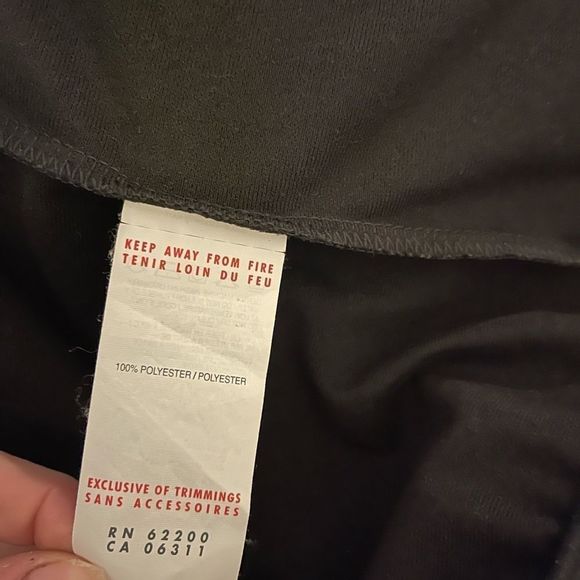 KEEP AWAY FROM FIRE
TENIR LOIN DU FEU
100% POLYESTER / POLYESTER
EXCLUSIVE OF TRIMMINGS
SANS ACCESSOIRES
RN 62200
CA 06311